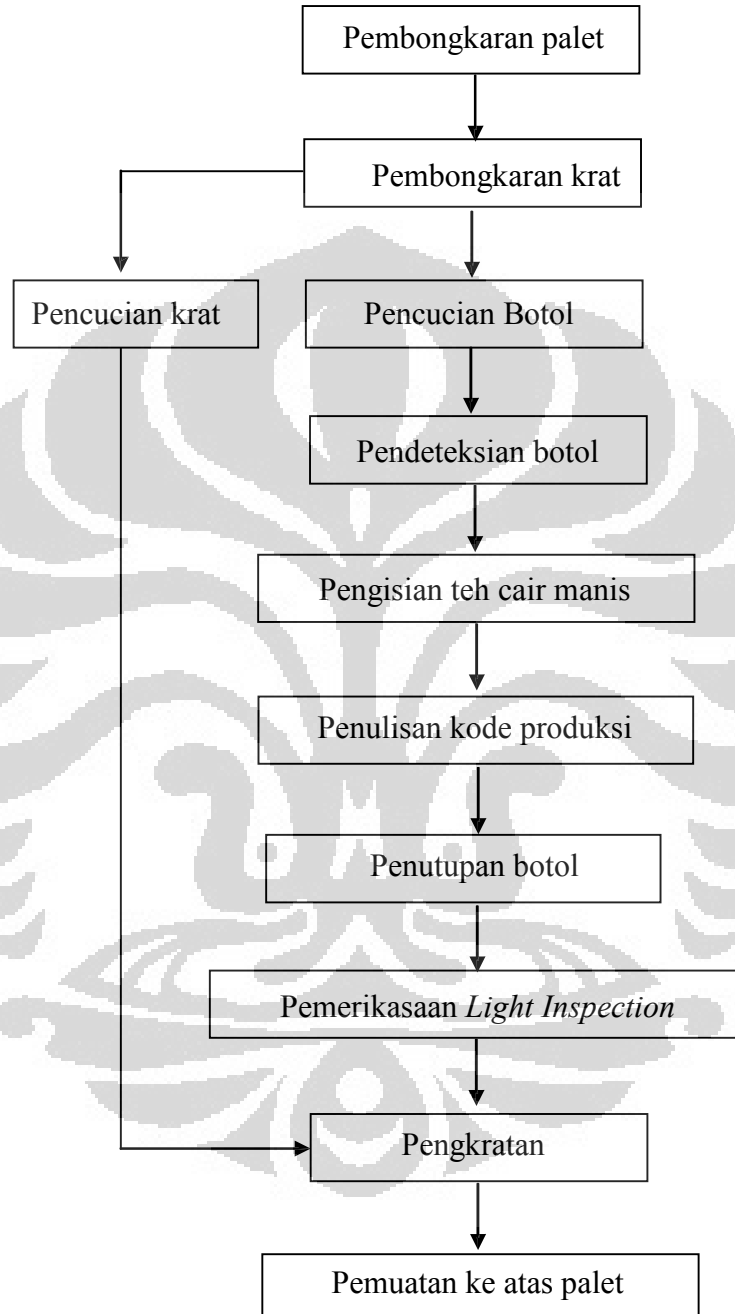 Pembongkaran palet
Pembongkaran krat
Pencucian krat
Pencucian Botol
Pendeteksian botol
Pengisian teh cair manis
Penulisan kode produksi
Penutupan botol
Pemerikasaan Light Inspection
Pengkratan
Pemuatan ke atas palet